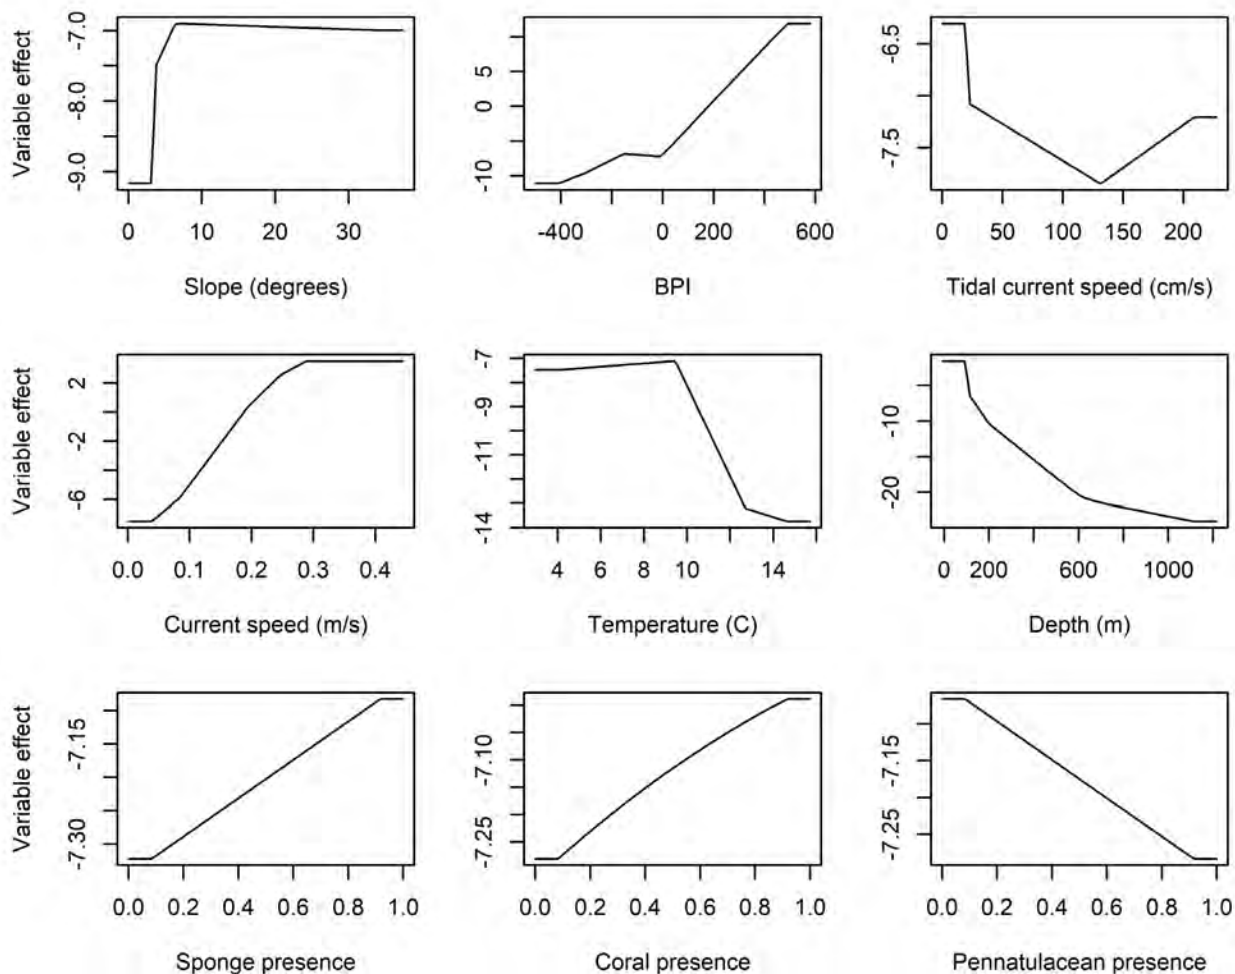 Variable effect
-7.0
-8.0
-9.0
0 10 20 30
Slope (degrees)
5
0
-10
-400 0 200 600
BPI
-6.5
-7.5
0 50 100 150 200
Tidal current speed (cm/s)
Variable effect
2
-2
-6
0.0 0.1 0.2 0.3 0.4
Current speed (m/s)
-7
-9
-11
-14
4 6 8 10 14
Temperature (C)
-10
-20
0 200 600 1000
Depth (m)
Variable effect
-7.15
-7.30
0.0 0.2 0.4 0.6 0.8 1.0
Sponge presence
-7.10
-7.25
0.0 0.2 0.4 0.6 0.8 1.0
Coral presence
-7.15
-7.25
0.0 0.2 0.4 0.6 0.8 1.0
Pennatulacean presence